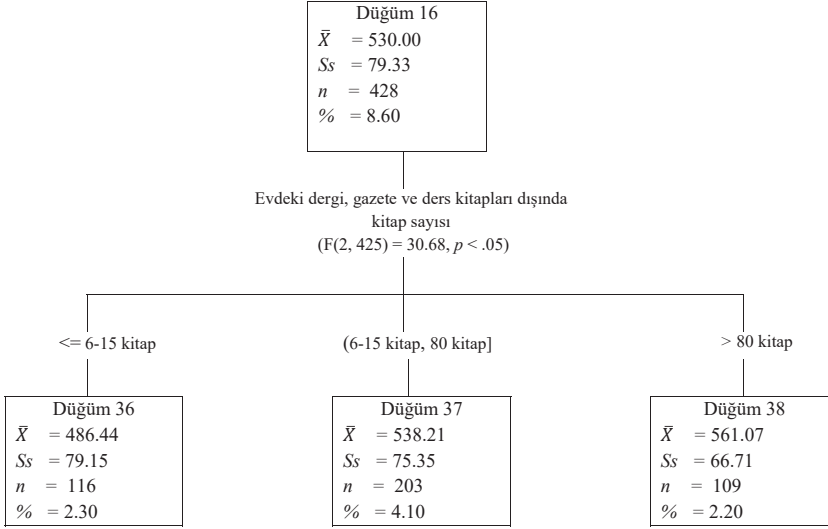 Düğüm 16
X̄ = 530.00
Ss = 79.33
n = 428
% = 8.60
Evdeki dergi, gazete ve ders kitapları dışında
kitap sayısı
(F(2, 425) = 30.68, p < .05)
<= 6-15 kitap
(6-15 kitap, 80 kitap]
> 80 kitap
Düğüm 36
X̄ = 486.44
Ss = 79.15
n = 116
% = 2.30
Düğüm 37
X̄ = 538.21
Ss = 75.35
n = 203
% = 4.10
Düğüm 38
X̄ = 561.07
Ss = 66.71
n = 109
% = 2.20